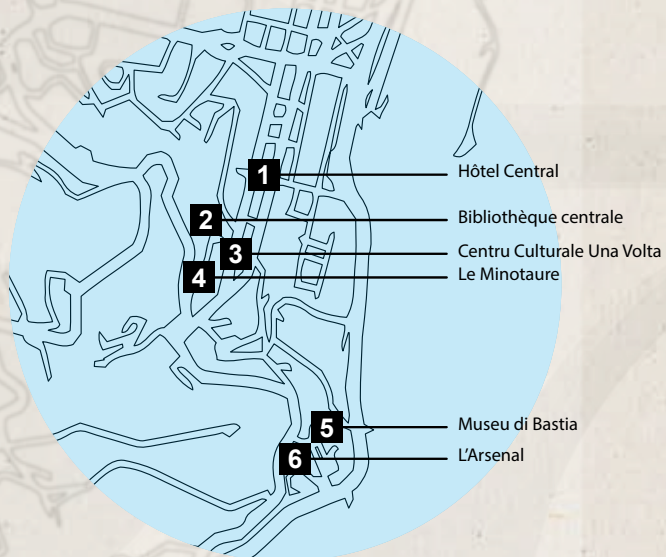 1 Hôtel Central
2 Bibliothèque centrale
3 Centru Culturale Una Volta
4 Le Minotaure
5 Museu di Bastia
6 L'Arsenal